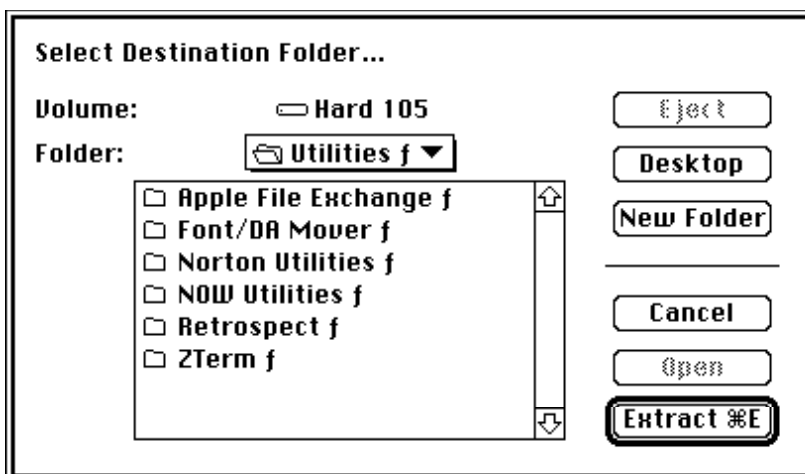 Select Destination Folder...
Volume: Hard 105
Folder: Utilities ƒ
Apple File Exchange ƒ
Font/DA Mover ƒ
Norton Utilities ƒ
NOW Utilities ƒ
Retrospect ƒ
ZTerm ƒ
Eject
Desktop
New Folder
Cancel
Open
Extract ⌘E